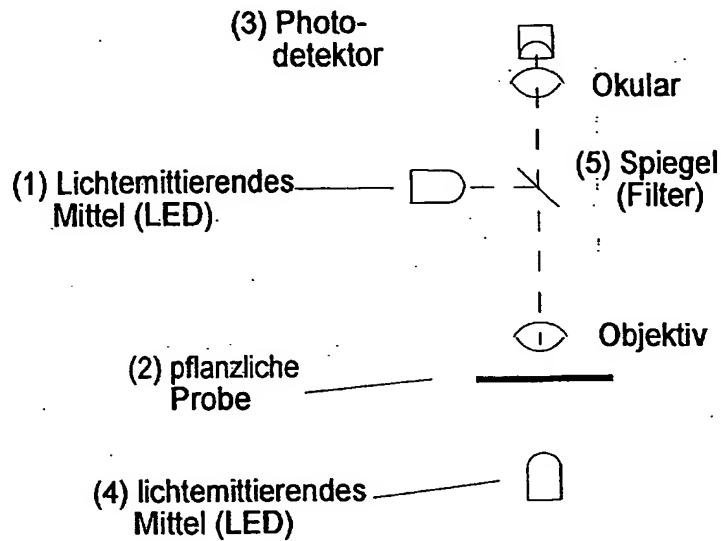 (3) Photo-
detektor
Okular
(5) Spiegel
(Filter)
(1) Lichtemittierendes
Mittel (LED)
Objektiv
(2) pflanzliche
Probe
(4) lichtemittierendes
Mittel (LED)